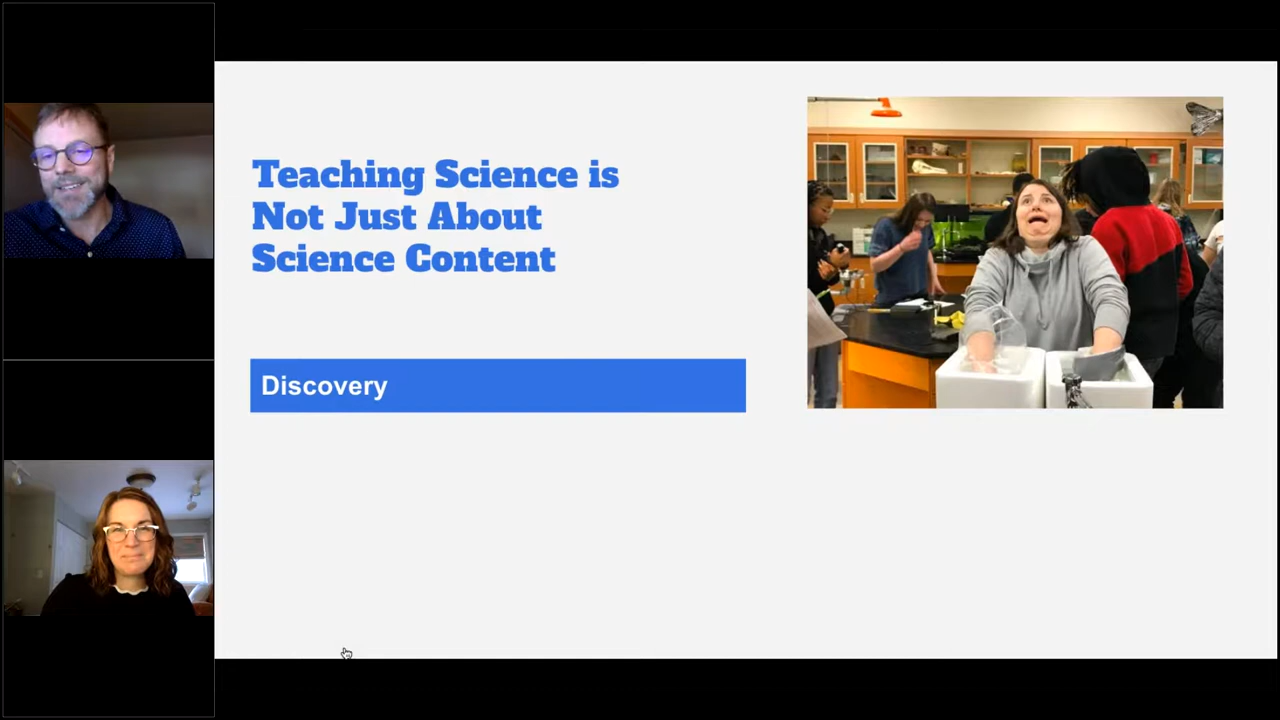 Teaching Science is
Not Just About
Science Content
Discovery